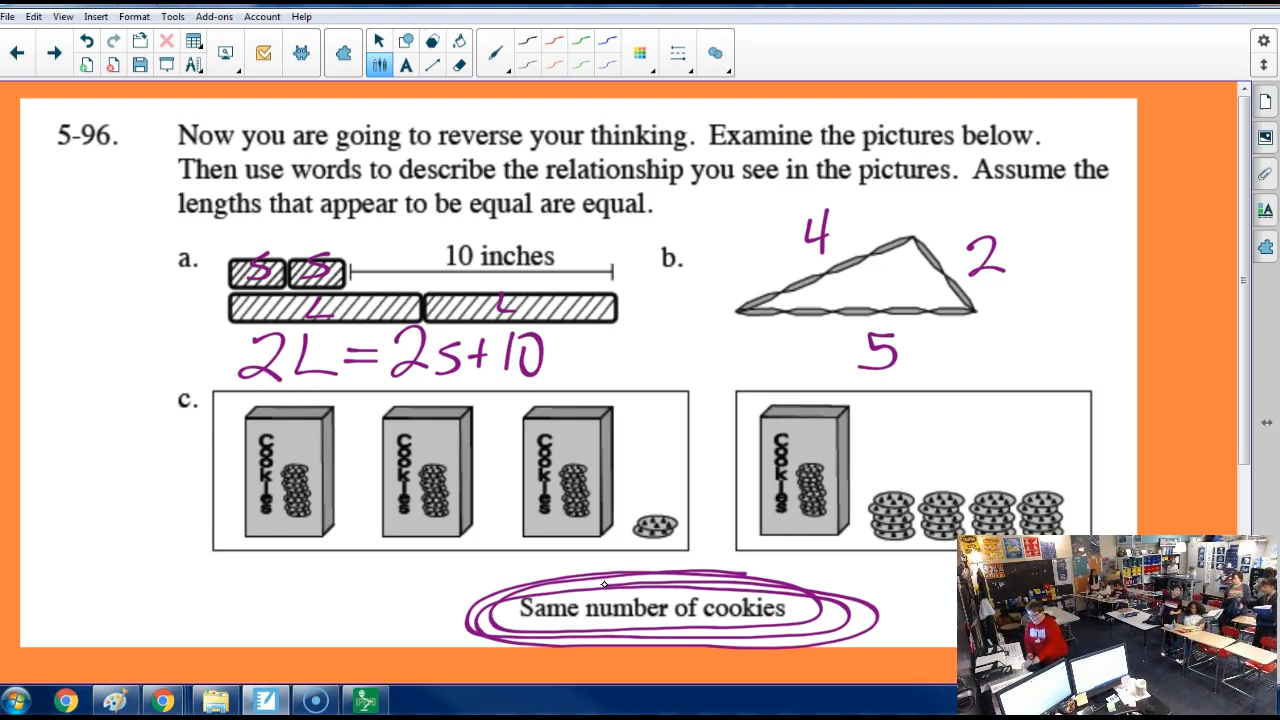 File Edit View Insert Format Tools Add-ons Account Help
5-96. Now you are going to reverse your thinking. Examine the pictures below.
Then use words to describe the relationship you see in the pictures. Assume the
lengths that appear to be equal are equal.
a. S S 10 inches
L L
2L = 2s + 10
b. 4 2
5
c. Cookies Cookies Cookies Cookies
Same number of cookies